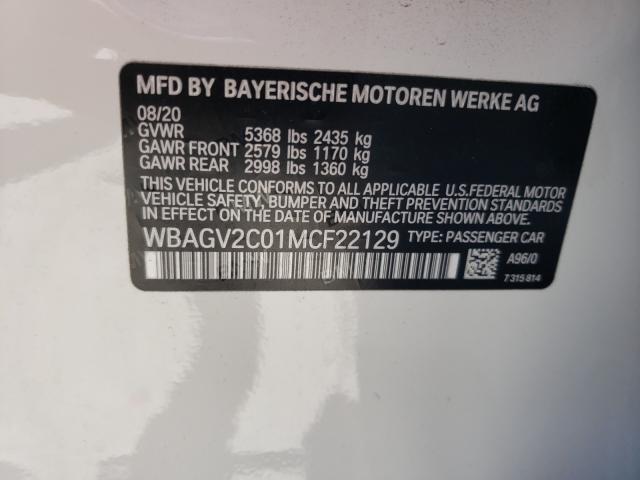 MFD BY BAYERISCHE MOTOREN WERKE AG
08/20
GVWR 5368 lbs 2435 kg
GAWR FRONT 2579 lbs 1170 kg
GAWR REAR 2998 lbs 1360 kg
THIS VEHICLE CONFORMS TO ALL APPLICABLE U.S.FEDERAL MOTOR
VEHICLE SAFETY, BUMPER AND THEFT PREVENTION STANDARDS
IN EFFECT ON THE DATE OF MANUFACTURE SHOWN ABOVE.
WBAGV2C01MCF22129 TYPE: PASSENGER CAR
A96/0
7315814